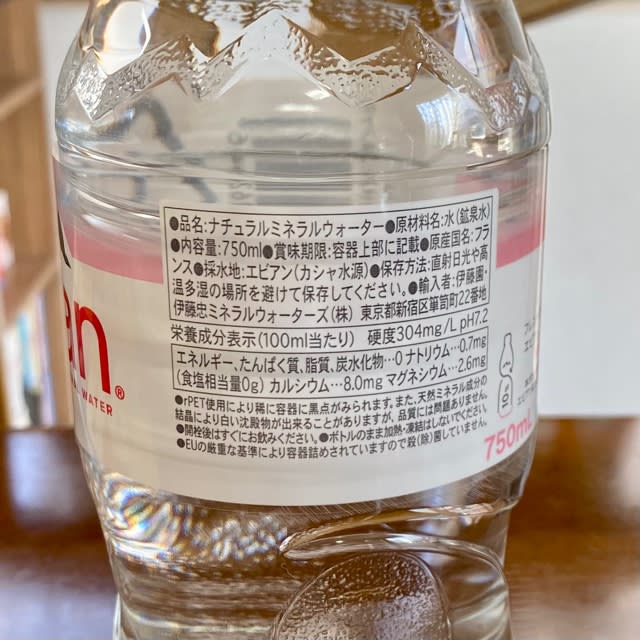 ●品名:ナチュラルミネラルウォーター●原材料名:水(鉱泉水)
●内容量:750ml●賞味期限:容器上部に記載●原産国名:フラ
ンス●採水地:エビアン(カシャ水源)●保存方法:直射日光や高
温多湿の場所を避けて保存してください。●輸入者:伊藤園・
伊藤忠ミネラルウォーターズ(株) 東京都新宿区箪笥町22番地
栄養成分表示(100ml当たり) 硬度304mg/L pH7.2
エネルギー、たんぱく質、脂質、炭水化物…0 ナトリウム…0.7mg
(食塩相当量0g) カルシウム…8.0mg マグネシウム…2.6mg
●rPET使用により稀に容器に黒点がみられます。また、天然ミネラル成分の
結晶により白い沈殿物が出来ることがありますが、品質には問題ありません。
●開栓後はすぐにお飲みください。●ボトルのまま加熱・凍結はしないでください。
●EUの厳重な基準により容器詰めされていますので殺(除)菌していません。
750ml
an®
WATER